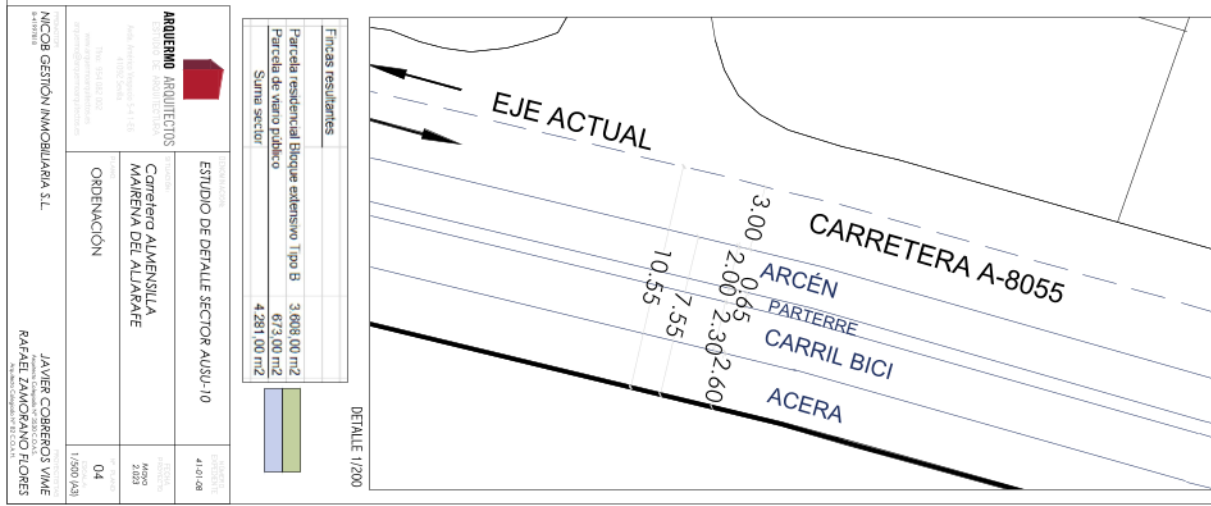 EJE ACTUAL
CARRETERA A-8055
3.00
ARCÉN
2.00
0.65
PARTERRE
2.30
CARRIL BICI
2.60
ACERA
7.55
10.55
DETALLE 1/200
Fincas resultantes
Parcela residencial Bloque extensivo Tipo B 3.608,00 m2
Parcela de viario público 673,00 m2
Suma sector 4.281,00 m2
ESTUDIO DE DETALLE SECTOR AUSU-10
41-01-08
ARQUERMO ARQUITECTOS
ESTUDIO DE ARQUITECTURA
Carretera ALMENSILLA
MAIRENA DEL ALJARAFE
Mayo
2.023
ORDENACIÓN
04
1/500 (A3)
NICOB GESTIÓN INMOBILIARIA S.L.
JAVIER COBREROS VIME
RAFAEL ZAMORANO FLORES